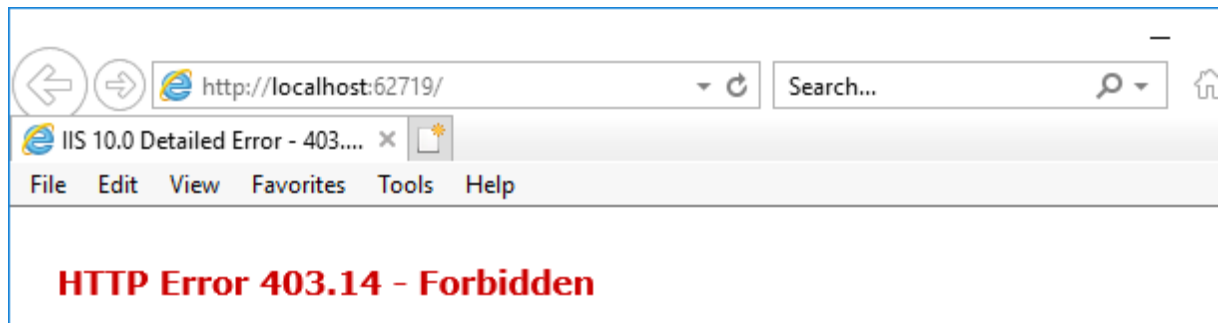 http://localhost:62719/
Search...
IIS 10.0 Detailed Error - 403....
File Edit View Favorites Tools Help
HTTP Error 403.14 - Forbidden